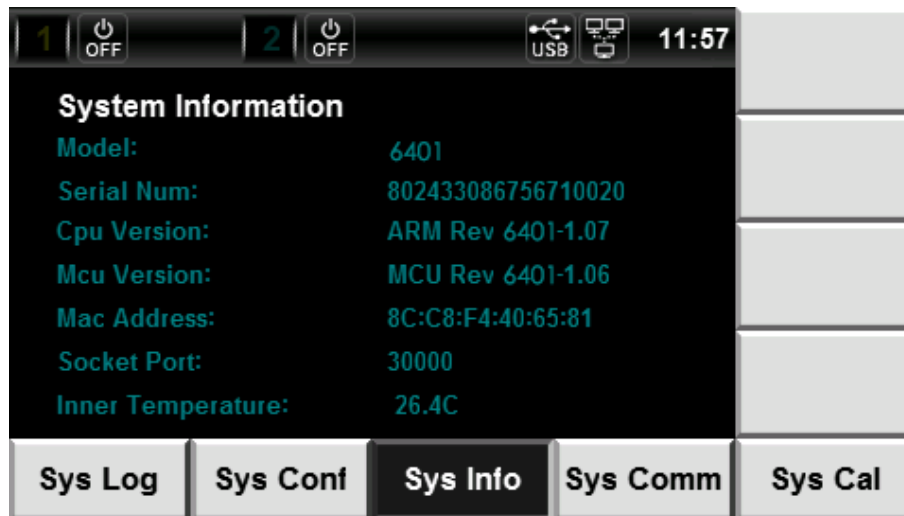 1 OFF 2 OFF USB 11:57
System Information
Model: 6401
Serial Num: 802433086756710020
Cpu Version: ARM Rev 6401-1.07
Mcu Version: MCU Rev 6401-1.06
Mac Address: 8C:C8:F4:40:65:81
Socket Port: 30000
Inner Temperature: 26.4C
Sys Log Sys Conf Sys Info Sys Comm Sys Cal